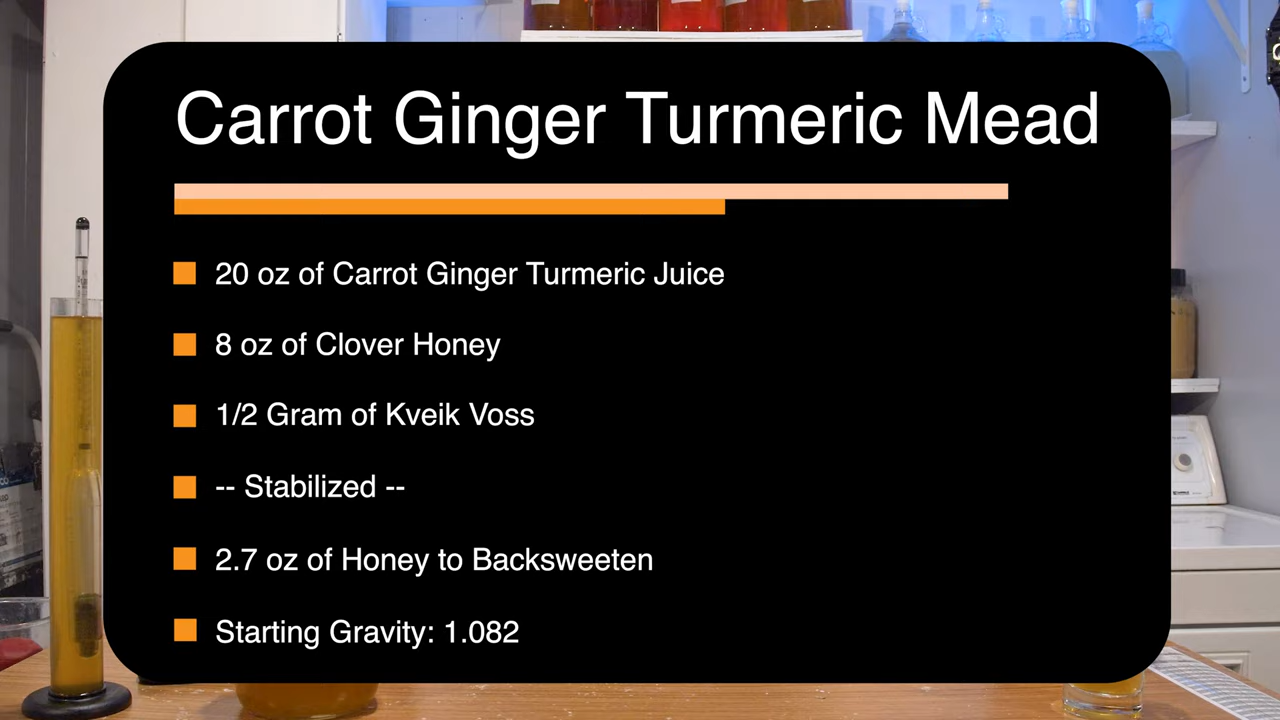 Carrot Ginger Turmeric Mead
20 oz of Carrot Ginger Turmeric Juice
8 oz of Clover Honey
1/2 Gram of Kveik Voss
-- Stabilized --
2.7 oz of Honey to Backsweeten
Starting Gravity: 1.082